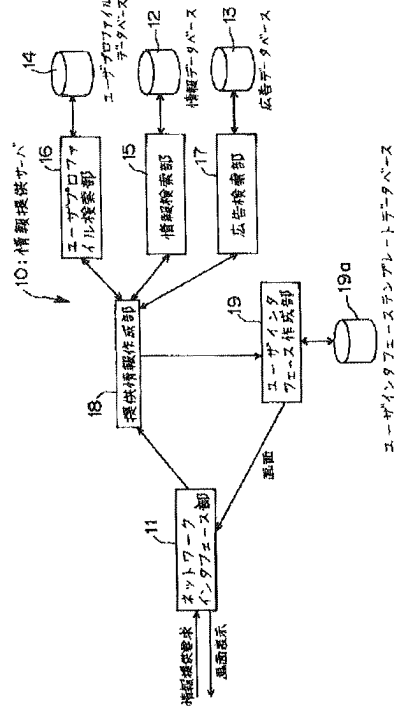 10:情報提供サーバ
14
ユーザプロファイル
データベース
12
情報データベース
13
広告データベース
16
ユーザプロファ
イル検索部
15
情報検索部
17
広告検索部
18
提供情報作成部
19
ユーザインタ
フェース作成部
19a
ユーザインタフェーステンプレートデータベース
画面
11
ネットワーク
インタフェース部
情報提供要求
画面表示